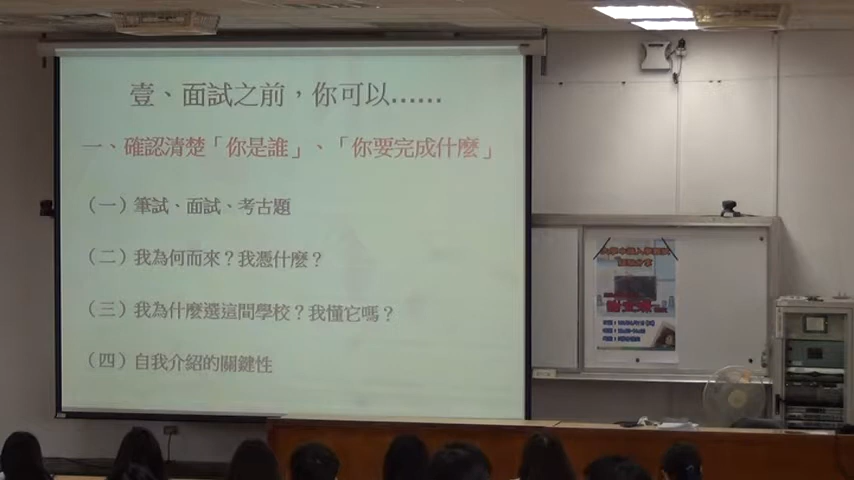 壹、面試之前，你可以......
一、確認清楚「你是誰」、「你要完成什麼」
（一）筆試、面試、考古題
（二）我為何而來？我憑什麼？
（三）我為什麼選這間學校？我懂它嗎？
（四）自我介紹的關鍵性